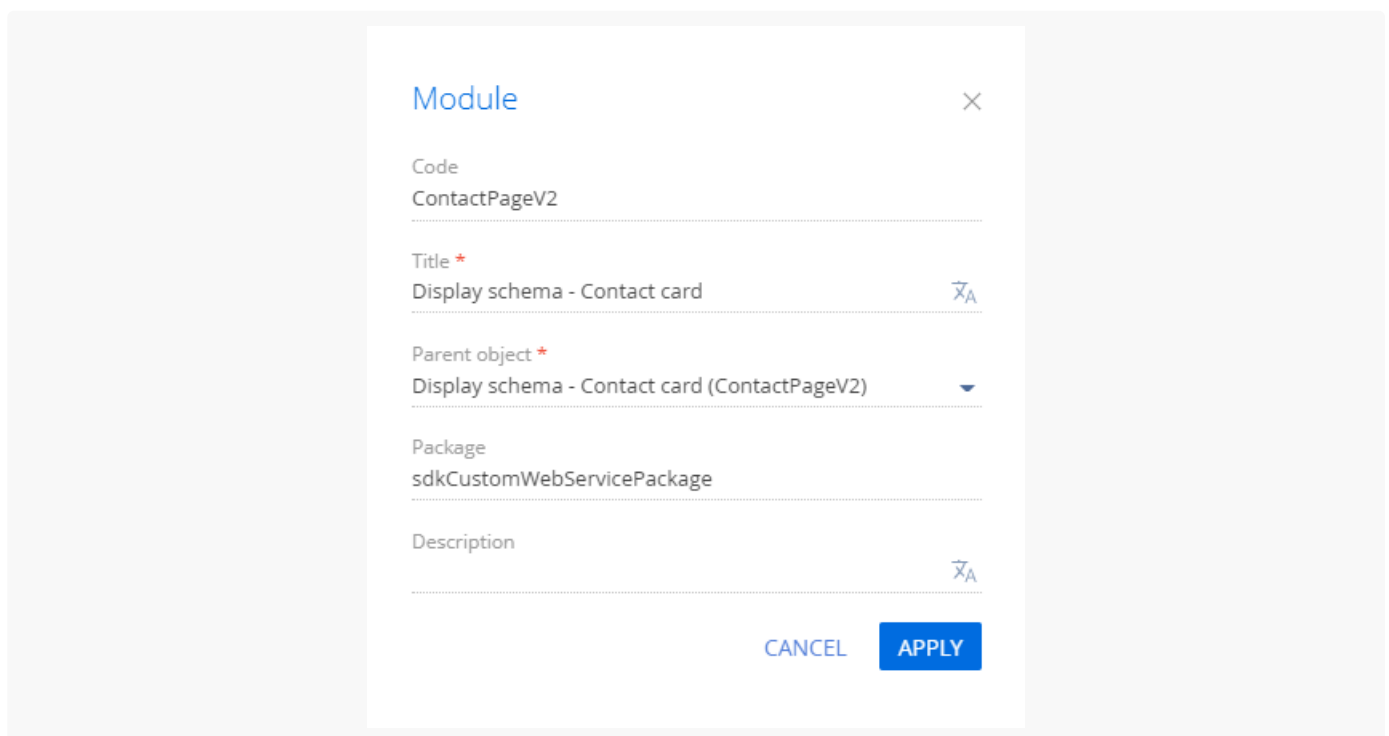 Module
Code
ContactPageV2
Title *
Display schema - Contact card
Parent object *
Display schema - Contact card (ContactPageV2)
Package
sdkCustomWebServicePackage
Description
CANCEL APPLY